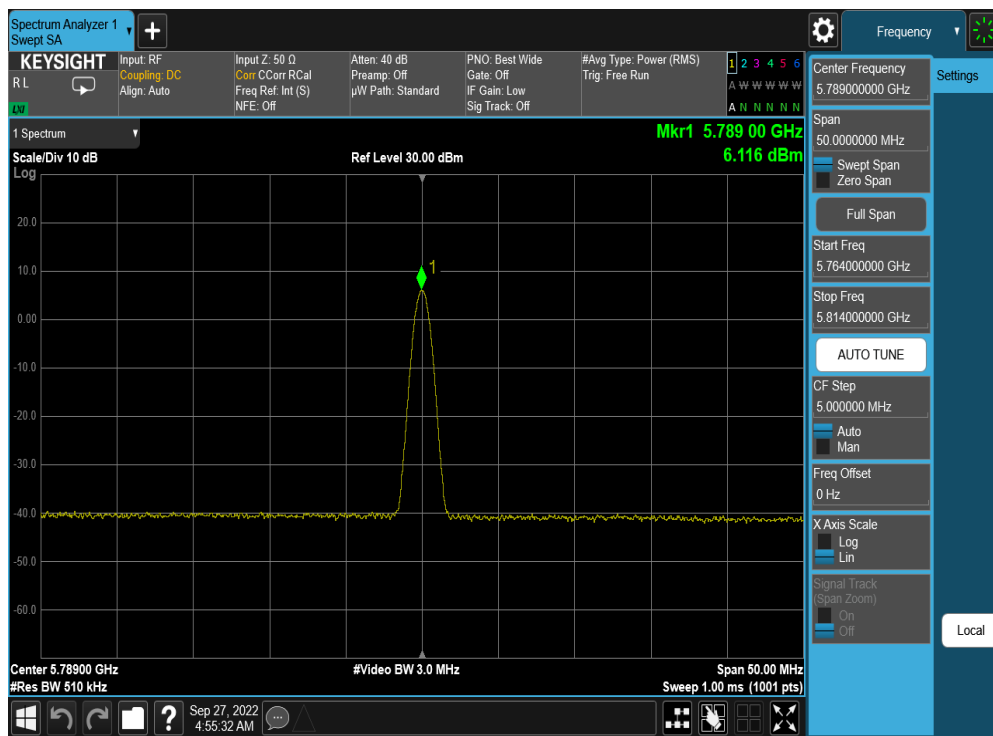 Spectrum Analyzer 1
Swept SA
Frequency
KEYSIGHT
R L
LXI
Input: RF
Coupling: DC
Align: Auto
Input Z: 50 Ω
Corr CCorr RCal
Freq Ref: Int (S)
NFE: Off
Atten: 40 dB
Preamp: Off
µW Path: Standard
PNO: Best Wide
Gate: Off
IF Gain: Low
Sig Track: Off
#Avg Type: Power (RMS)
Trig: Free Run
1 2 3 4 5 6
A W W W W W
A N N N N N
1 Spectrum
Scale/Div 10 dB
Log
Ref Level 30.00 dBm
Mkr1 5.789 00 GHz
6.116 dBm
20.0
10.0
1
0.00
-10.0
-20.0
-30.0
-40.0
-50.0
-60.0
Center 5.78900 GHz
#Res BW 510 kHz
#Video BW 3.0 MHz
Span 50.00 MHz
Sweep 1.00 ms (1001 pts)
Center Frequency
5.789000000 GHz
Span
50.0000000 MHz
Swept Span
Zero Span
Full Span
Start Freq
5.764000000 GHz
Stop Freq
5.814000000 GHz
AUTO TUNE
CF Step
5.000000 MHz
Auto
Man
Freq Offset
0 Hz
X Axis Scale
Log
Lin
Signal Track
(Span Zoom)
On
Off
Settings
Local
?
Sep 27, 2022
4:55:32 AM